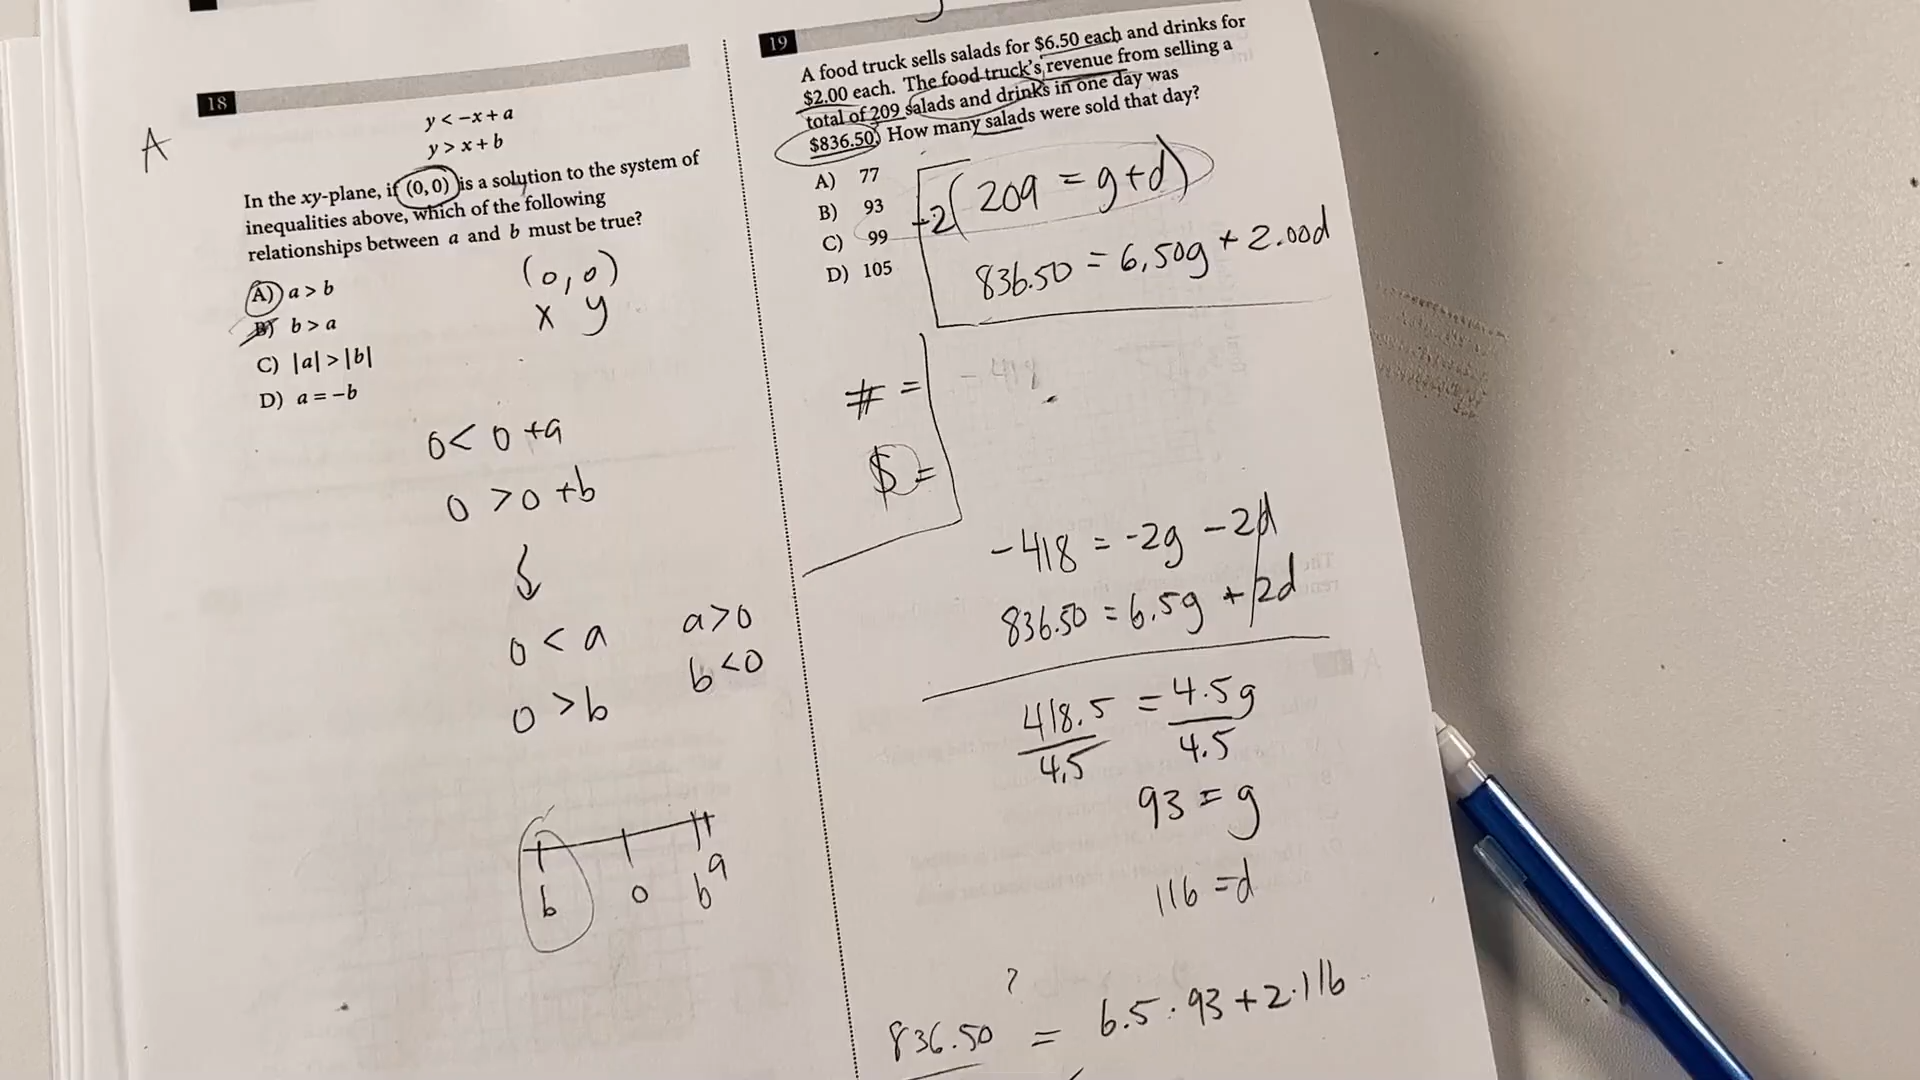 18
A
y < −x + a
y > x + b
In the xy-plane, if (0, 0) is a solution to the system of
inequalities above, which of the following
relationships between a and b must be true?
A) a > b
B) b > a
C) |a| > |b|
D) a = −b
(0,0)
x y
0 < 0 + a
0 > 0 + b
0 < a
0 > b
a > 0
b < 0
b 0 b a
19
A food truck sells salads for $6.50 each and drinks for
$2.00 each. The food truck's revenue from selling a
total of 209 salads and drinks in one day was
$836.50. How many salads were sold that day?
A) 77
B) 93
C) 99
D) 105
-2(209 = g+d)
836.50 = 6.50g + 2.00d
# =
$ =
- 418
-418 = -2g - 2d
836.50 = 6.5g + 2d
418.5 = 4.5g
4.5 4.5
93 = g
116 = d
?
836.50 = 6.5 · 93 + 2 · 116